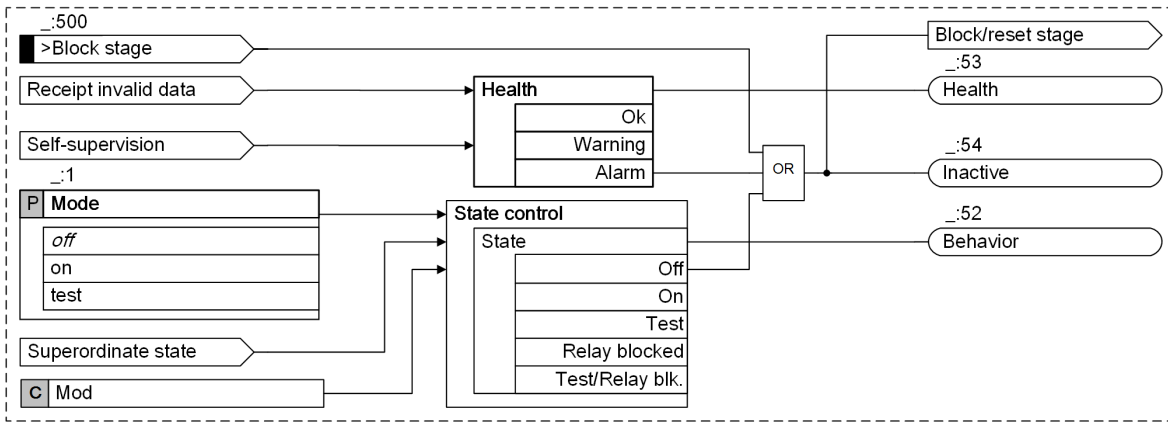 _:500
>Block stage
Block/reset stage
_:53
Receipt invalid data
Health
Health
Ok
Self-supervision
Warning
_:54
Alarm
OR
Inactive
_:1
P Mode
State control
_:52
off
State
Behavior
on
Off
test
On
Test
Superordinate state
Relay blocked
C Mod
Test/Relay blk.